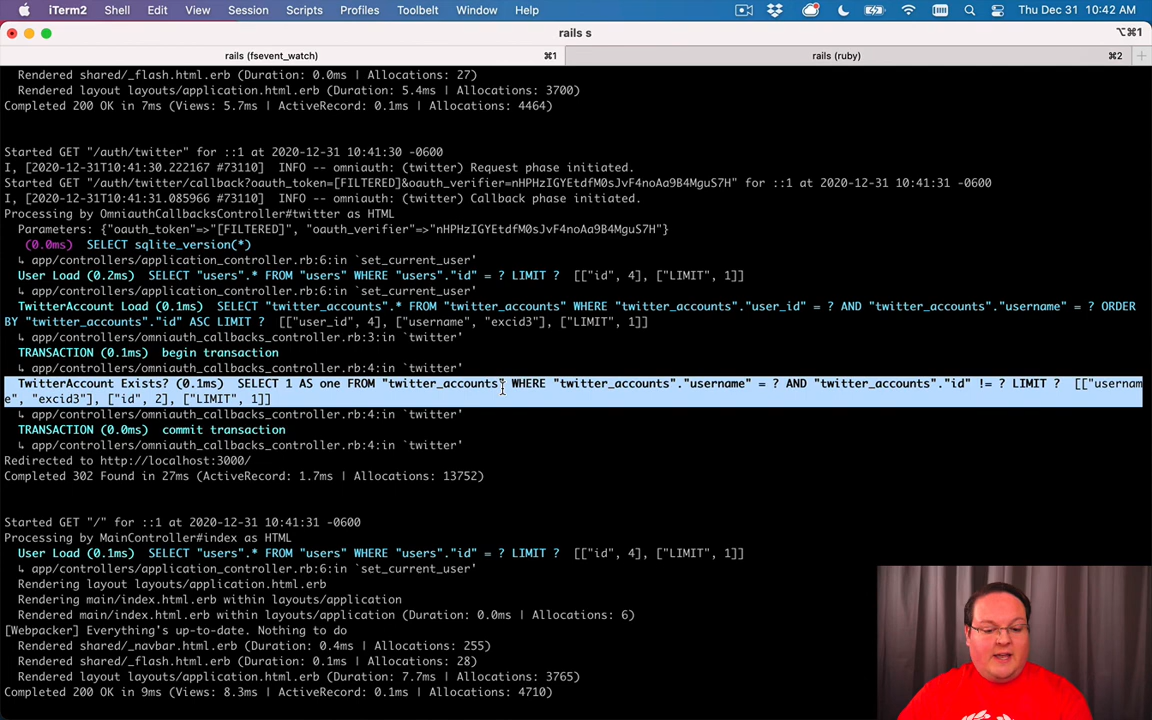 iTerm2 Shell Edit View Session Scripts Profiles Toolbelt Window Help Thu Dec 31 10:42 AM
rails s
⌥⌘1
rails (fsevent_watch) ⌘1 rails (ruby) ⌘2
Rendered shared/_flash.html.erb (Duration: 0.0ms | Allocations: 27)
Rendered layout layouts/application.html.erb (Duration: 5.4ms | Allocations: 3700)
Completed 200 OK in 7ms (Views: 5.7ms | ActiveRecord: 0.1ms | Allocations: 4464)
Started GET "/auth/twitter" for ::1 at 2020-12-31 10:41:30 -0600
I, [2020-12-31T10:41:30.222167 #73110]  INFO -- omniauth: (twitter) Request phase initiated.
Started GET "/auth/twitter/callback?oauth_token=[FILTERED]&oauth_verifier=nHPHzIGYEtdfM0sJvF4noAa9B4MguS7H" for ::1 at 2020-12-31 10:41:31 -0600
I, [2020-12-31T10:41:31.085966 #73110]  INFO -- omniauth: (twitter) Callback phase initiated.
Processing by OmniauthCallbacksController#twitter as HTML
Parameters: {"oauth_token"=>"[FILTERED]", "oauth_verifier"=>"nHPHzIGYEtdfM0sJvF4noAa9B4MguS7H"}
(0.0ms)  SELECT sqlite_version(*)
↳ app/controllers/application_controller.rb:6:in `set_current_user'
User Load (0.2ms)  SELECT "users".* FROM "users" WHERE "users"."id" = ? LIMIT ?  [["id", 4], ["LIMIT", 1]]
↳ app/controllers/application_controller.rb:6:in `set_current_user'
TwitterAccount Load (0.1ms)  SELECT "twitter_accounts".* FROM "twitter_accounts" WHERE "twitter_accounts"."user_id" = ? AND "twitter_accounts"."username" = ? ORDER
BY "twitter_accounts"."id" ASC LIMIT ?  [["user_id", 4], ["username", "excid3"], ["LIMIT", 1]]
↳ app/controllers/omniauth_callbacks_controller.rb:3:in `twitter'
TRANSACTION (0.1ms)  begin transaction
↳ app/controllers/omniauth_callbacks_controller.rb:4:in `twitter'
TwitterAccount Exists? (0.1ms)  SELECT 1 AS one FROM "twitter_accounts" WHERE "twitter_accounts"."username" = ? AND "twitter_accounts"."id" != ? LIMIT ?  [["usernam
e", "excid3"], ["id", 2], ["LIMIT", 1]]
↳ app/controllers/omniauth_callbacks_controller.rb:4:in `twitter'
TRANSACTION (0.0ms)  commit transaction
↳ app/controllers/omniauth_callbacks_controller.rb:4:in `twitter'
Redirected to http://localhost:3000/
Completed 302 Found in 27ms (ActiveRecord: 1.7ms | Allocations: 13752)
Started GET "/" for ::1 at 2020-12-31 10:41:31 -0600
Processing by MainController#index as HTML
User Load (0.1ms)  SELECT "users".* FROM "users" WHERE "users"."id" = ? LIMIT ?  [["id", 4], ["LIMIT", 1]]
↳ app/controllers/application_controller.rb:6:in `set_current_user'
Rendering layout layouts/application.html.erb
Rendering main/index.html.erb within layouts/application
Rendered main/index.html.erb within layouts/application (Duration: 0.0ms | Allocations: 6)
[Webpacker] Everything's up-to-date. Nothing to do
Rendered shared/_navbar.html.erb (Duration: 0.4ms | Allocations: 255)
Rendered shared/_flash.html.erb (Duration: 0.1ms | Allocations: 28)
Rendered layout layouts/application.html.erb (Duration: 7.7ms | Allocations: 3765)
Completed 200 OK in 9ms (Views: 8.3ms | ActiveRecord: 0.1ms | Allocations: 4710)